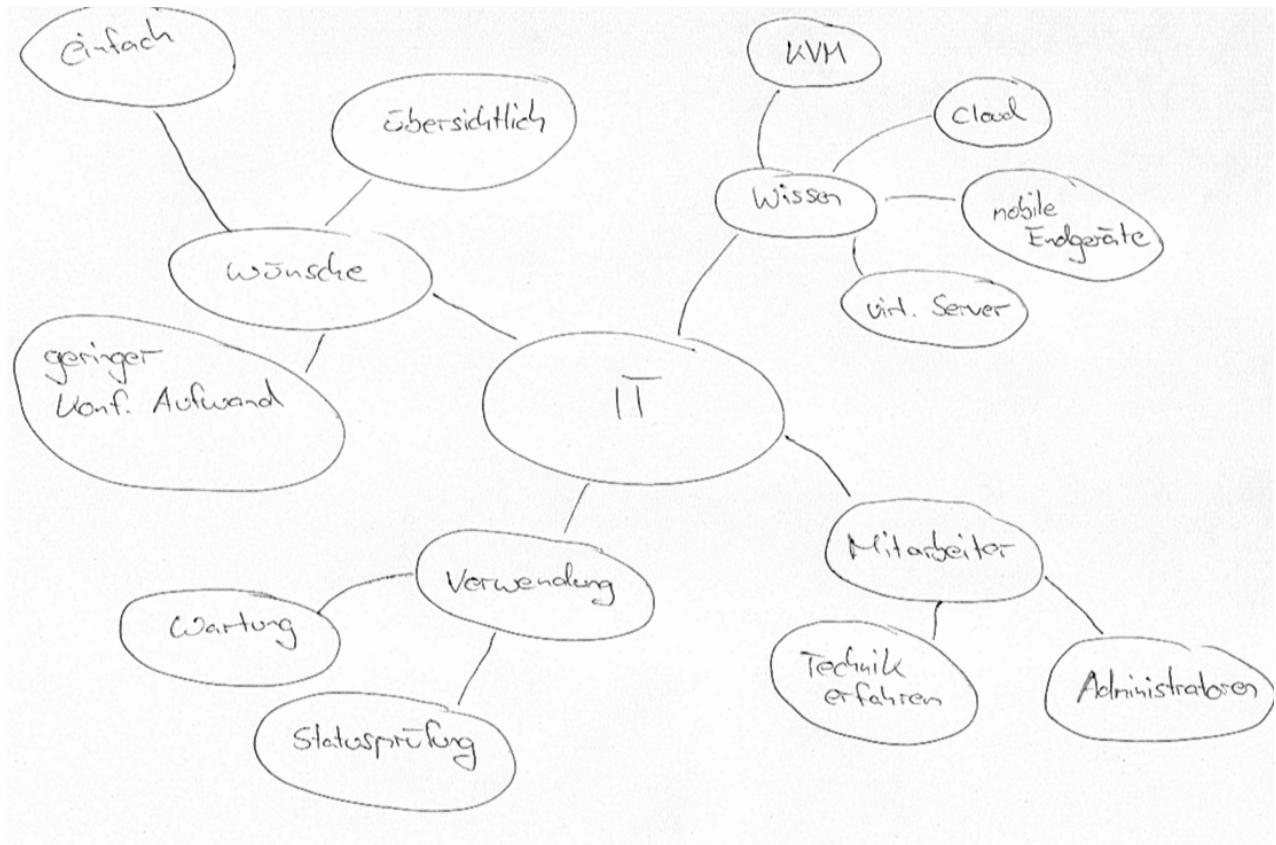 einfach
übersichtlich
Wünsche
geringer
Konf. Aufwand
KVM
Cloud
Wissen
mobile
Endgeräte
virt. Server
IT
Verwendung
Wartung
Statusprüfung
Mitarbeiter
Technik
erfahren
Administratoren